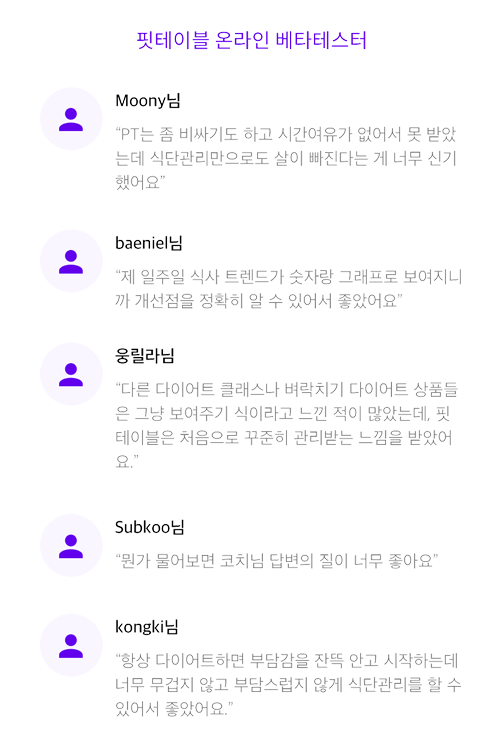 핏테이블 온라인 베타테스터
Moony님
“PT는 좀 비싸기도 하고 시간여유가 없어서 못 받았
는데 식단관리만으로도 살이 빠진다는 게 너무 신기
했어요”
baeniel님
“제 일주일 식사 트렌드가 숫자랑 그래프로 보여지니
까 개선점을 정확히 알 수 있어서 좋았어요”
웅릴라님
“다른 다이어트 클래스나 벼락치기 다이어트 상품들
은 그냥 보여주기 식이라고 느낀 적이 많았는데, 핏
테이블은 처음으로 꾸준히 관리받는 느낌을 받았어
요.”
Subkoo님
“뭔가 물어보면 코치님 답변의 질이 너무 좋아요”
kongki님
“항상 다이어트하면 부담감을 잔뜩 안고 시작하는데
너무 무겁지 않고 부담스럽지 않게 식단관리를 할 수
있어서 좋았어요.”